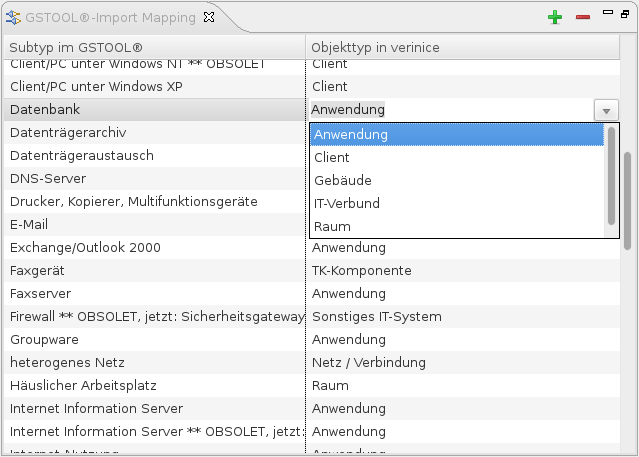 GSTOOL®-Import Mapping
Subtyp im GSTOOL® Objekttyp in verinice
Client/PC unter Windows NT ** OBSOLET Client
Client/PC unter Windows XP Client
Datenbank Anwendung
Datenträgerarchiv Anwendung
Datenträgeraustausch Client
DNS-Server Gebäude
Drucker, Kopierer, Multifunktionsgeräte IT-Verbund
E-Mail Raum
Exchange/Outlook 2000 Anwendung
Faxgerät TK-Komponente
Faxserver Anwendung
Firewall ** OBSOLET, jetzt: Sicherheitsgateway Sonstiges IT-System
Groupware Anwendung
heterogenes Netz Netz / Verbindung
Häuslicher Arbeitsplatz Raum
Internet Information Server Anwendung
Internet Information Server ** OBSOLET, jetzt: Anwendung
Internet-Nutzung Anwendung